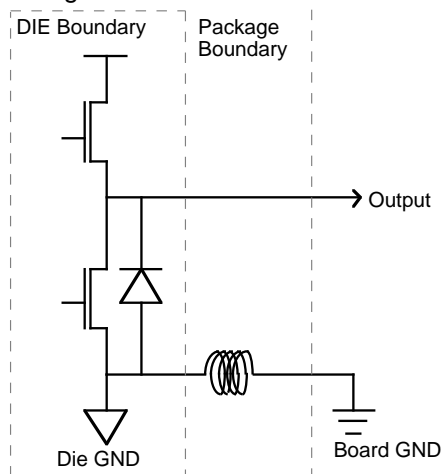 DIE Boundary
Package
Boundary
Output
Die GND
Board GND